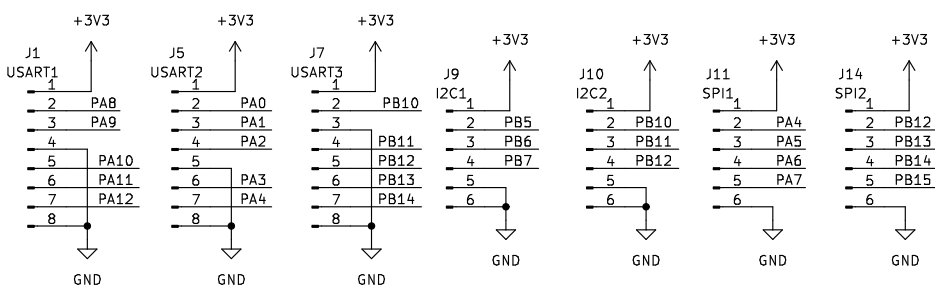 +3V3
J1
USART1
1
2 PA8
3 PA9
4
5 PA10
6 PA11
7 PA12
8
GND
+3V3
J5
USART2
1
2 PA0
3 PA1
4 PA2
5
6 PA3
7 PA4
8
GND
+3V3
J7
USART3
1
2 PB10
3
4 PB11
5 PB12
6 PB13
7 PB14
8
GND
+3V3
J9
I2C1
1
2 PB5
3 PB6
4 PB7
5
6
GND
+3V3
J10
I2C2
1
2 PB10
3 PB11
4 PB12
5
6
GND
+3V3
J11
SPI1
1
2 PA4
3 PA5
4 PA6
5 PA7
6
GND
+3V3
J14
SPI2
1
2 PB12
3 PB13
4 PB14
5 PB15
6
GND